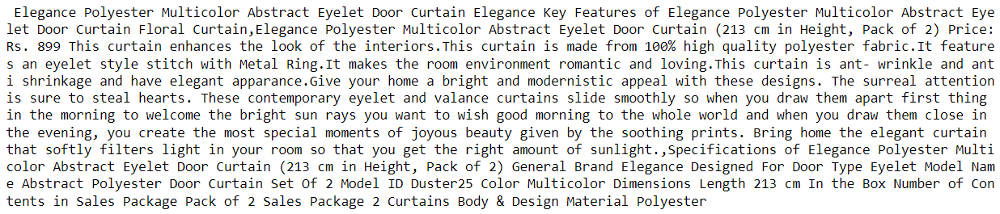 Elegance Polyester Multicolor Abstract Eyelet Door Curtain Elegance Key Features of Elegance Polyester Multicolor Abstract Eye
let Door Curtain Floral Curtain,Elegance Polyester Multicolor Abstract Eyelet Door Curtain (213 cm in Height, Pack of 2) Price:
Rs. 899 This curtain enhances the look of the interiors.This curtain is made from 100% high quality polyester fabric.It feature
s an eyelet style stitch with Metal Ring.It makes the room environment romantic and loving.This curtain is ant- wrinkle and ant
i shrinkage and have elegant apparance.Give your home a bright and modernistic appeal with these designs. The surreal attention
is sure to steal hearts. These contemporary eyelet and valance curtains slide smoothly so when you draw them apart first thing
in the morning to welcome the bright sun rays you want to wish good morning to the whole world and when you draw them close in
the evening, you create the most special moments of joyous beauty given by the soothing prints. Bring home the elegant curtain
that softly filters light in your room so that you get the right amount of sunlight.,Specifications of Elegance Polyester Multi
color Abstract Eyelet Door Curtain (213 cm in Height, Pack of 2) General Brand Elegance Designed For Door Type Eyelet Model Nam
e Abstract Polyester Door Curtain Set Of 2 Model ID Duster25 Color Multicolor Dimensions Length 213 cm In the Box Number of Con
tents in Sales Package Pack of 2 Sales Package 2 Curtains Body & Design Material Polyester